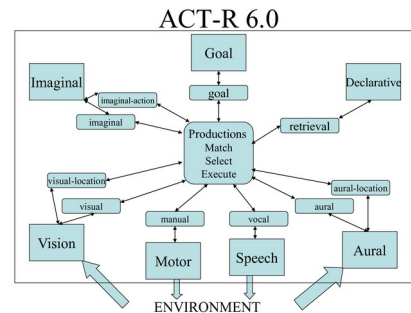 ACT-R 6.0
Goal
Imaginal
Declarative
imaginal-action
goal
imaginal
retrieval
Productions
Match
Select
Execute
visual-location
aural-location
visual
aural
manual
vocal
Vision
Motor
Speech
Aural
ENVIRONMENT